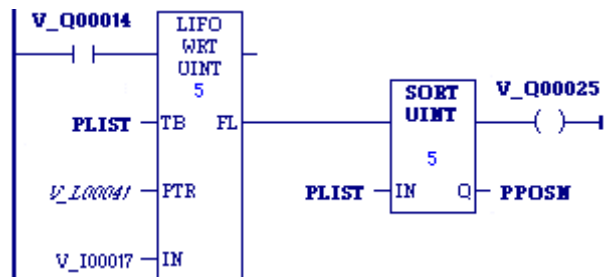 V_Q00014
LIFO
WRT
UINT
5
SORT
UINT
V_Q00025
PLIST
TB
FL
5
V_L00041
PTR
PLIST
IN
Q
PPOSN
V_I00017
IN